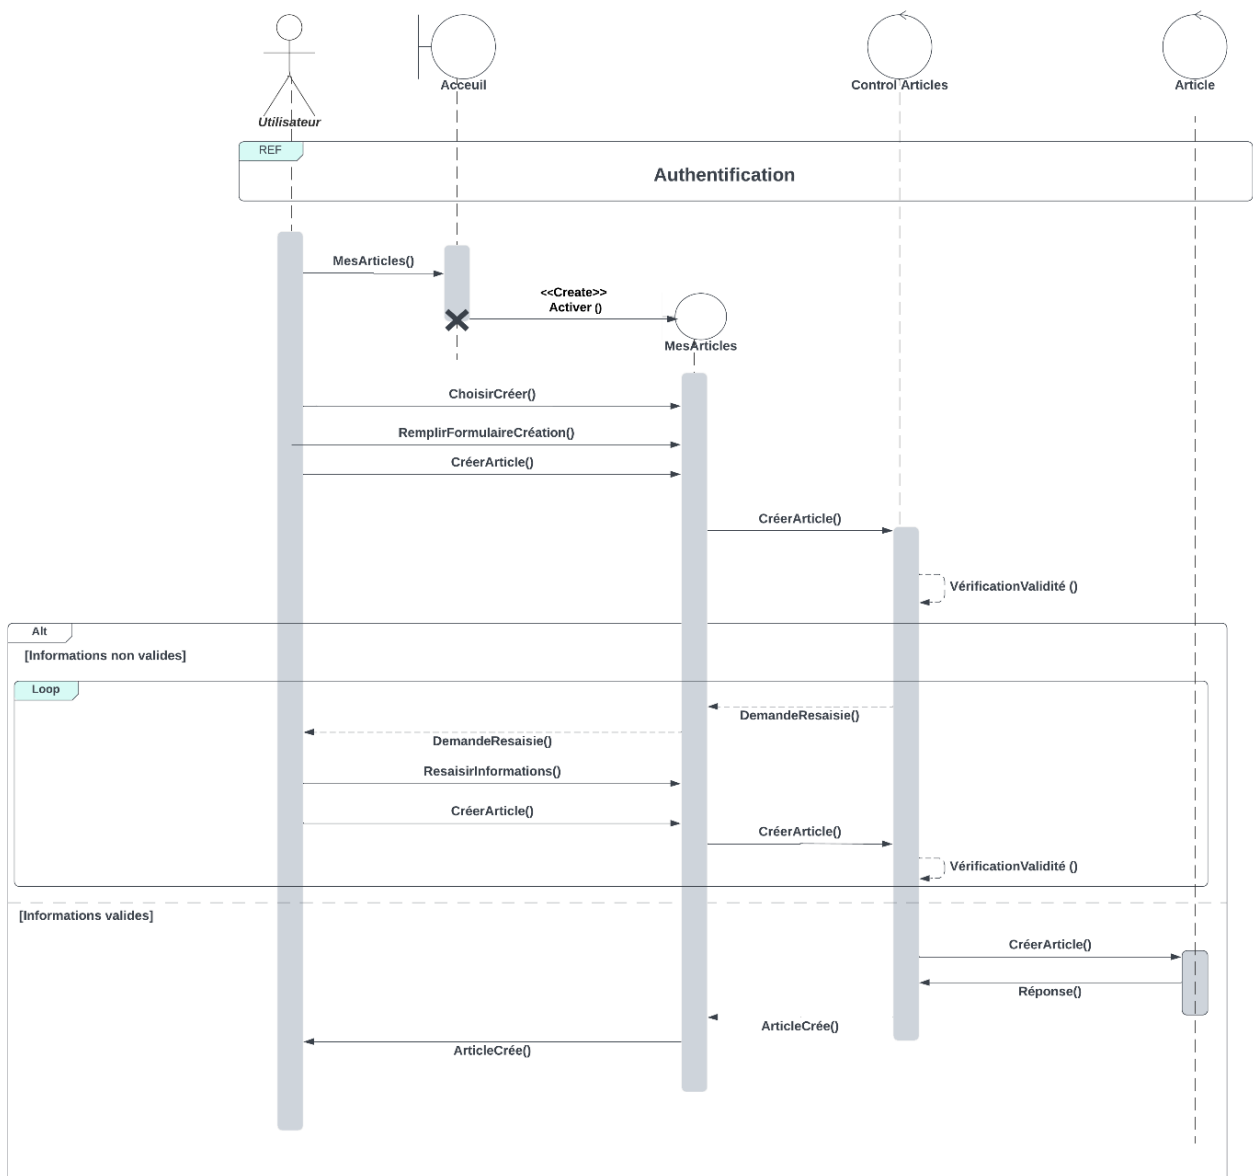 Utilisateur
Acceuil
Control Articles
Article
REF
Authentification
MesArticles()
<<Create>>
Activer ()
MesArticles
ChoisirCréer()
RemplirFormulaireCréation()
CréerArticle()
CréerArticle()
VérificationValidité ()
Alt
[Informations non valides]
Loop
DemandeResaisie()
DemandeResaisie()
ResaisirInformations()
CréerArticle()
CréerArticle()
VérificationValidité ()
[Informations valides]
CréerArticle()
Réponse()
ArticleCrée()
ArticleCrée()